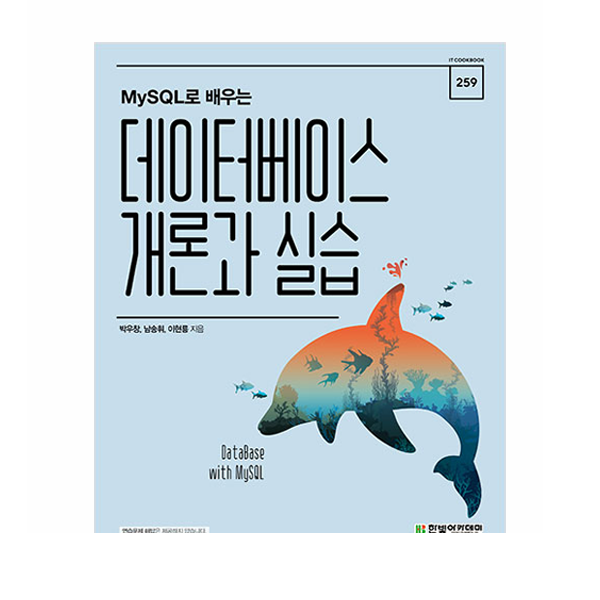 IT COOKBOOK
259
MySQL로 배우는
데이터베이스
개론과 실습
박우창, 남송휘, 이현룡 지음
DataBase
with MySQL
한빛아카데미